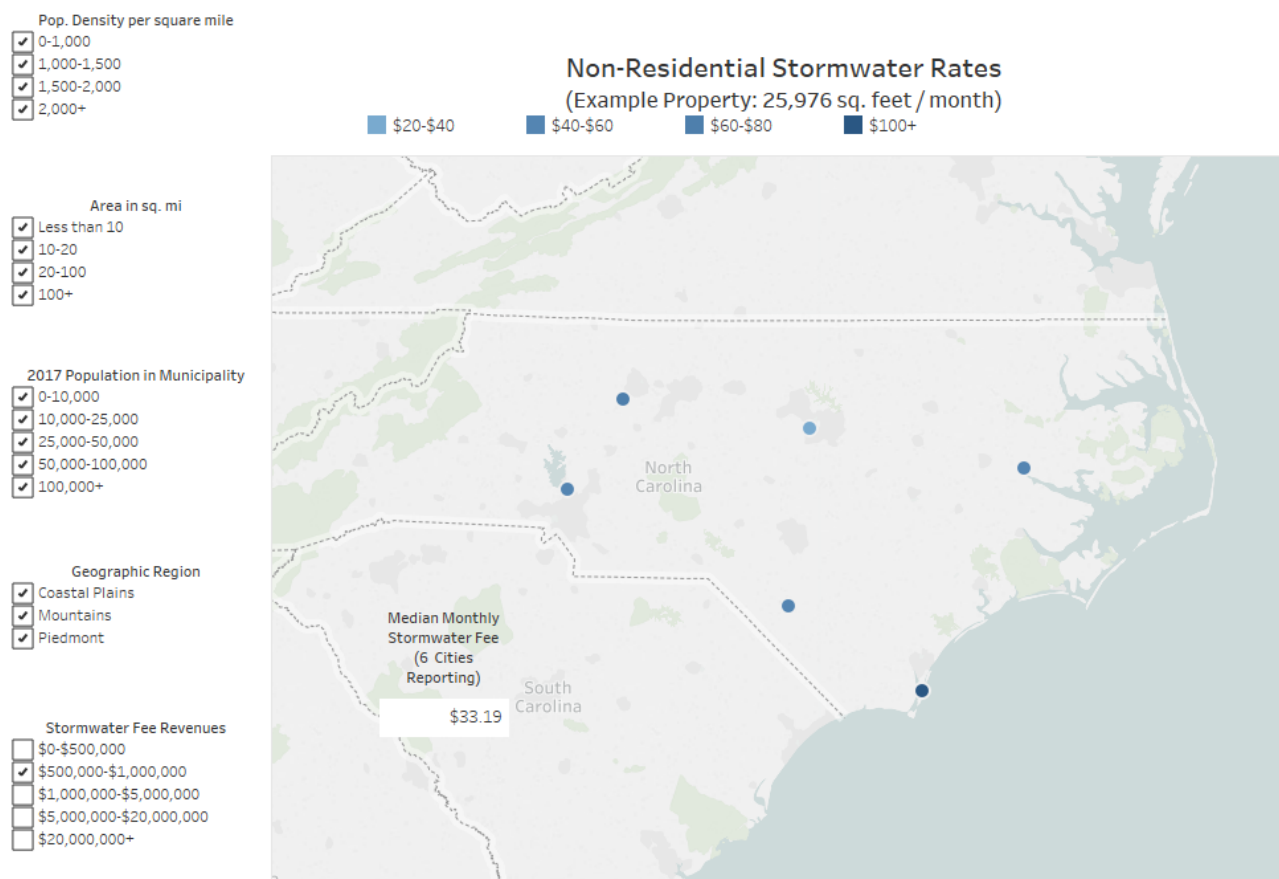 Pop. Density per square mile
0-1,000
1,000-1,500
1,500-2,000
2,000+
Non-Residential Stormwater Rates
(Example Property: 25,976 sq. feet / month)
$20-$40
$40-$60
$60-$80
$100+
Area in sq. mi
Less than 10
10-20
20-100
100+
2017 Population in Municipality
0-10,000
10,000-25,000
25,000-50,000
50,000-100,000
100,000+
North
Carolina
Geographic Region
Coastal Plains
Mountains
Piedmont
Median Monthly
Stormwater Fee
(6 Cities
Reporting)
$33.19
South
Carolina
Stormwater Fee Revenues
$0-$500,000
$500,000-$1,000,000
$1,000,000-$5,000,000
$5,000,000-$20,000,000
$20,000,000+